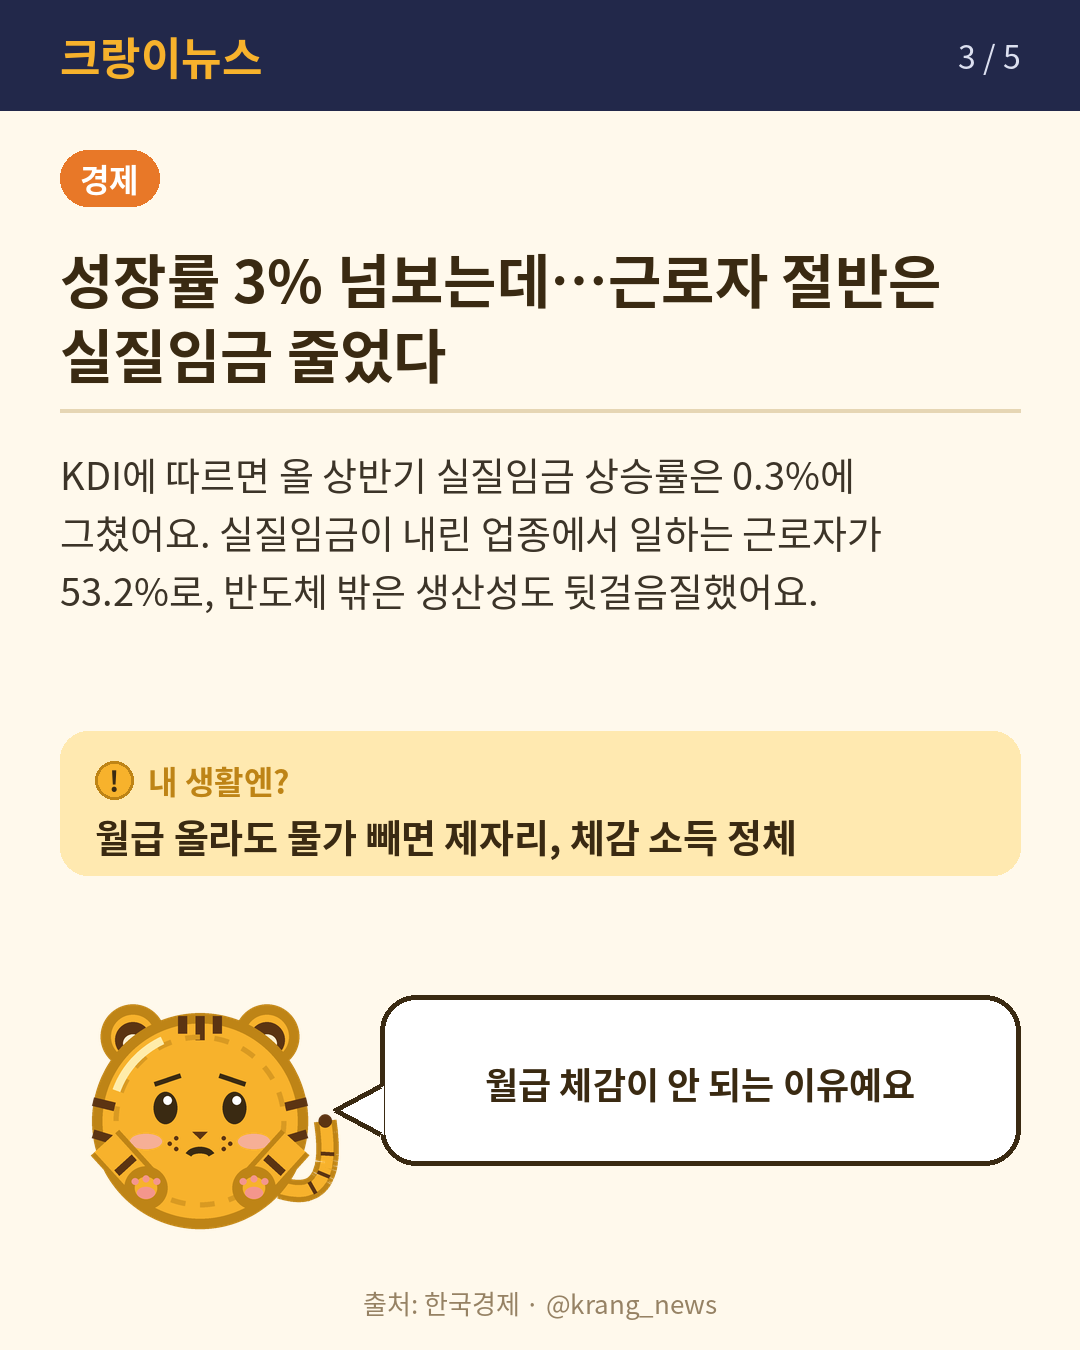 크랑이뉴스
3 / 5
경제
성장률 3% 넘보는데…근로자 절반은
실질임금 줄었다
KDI에 따르면 올 상반기 실질임금 상승률은 0.3%에
그쳤어요. 실질임금이 내린 업종에서 일하는 근로자가
53.2%로, 반도체 밖은 생산성도 뒷걸음질했어요.
! 내 생활엔?
월급 올라도 물가 빼면 제자리, 체감 소득 정체
월급 체감이 안 되는 이유예요
출처: 한국경제 · @krang_news